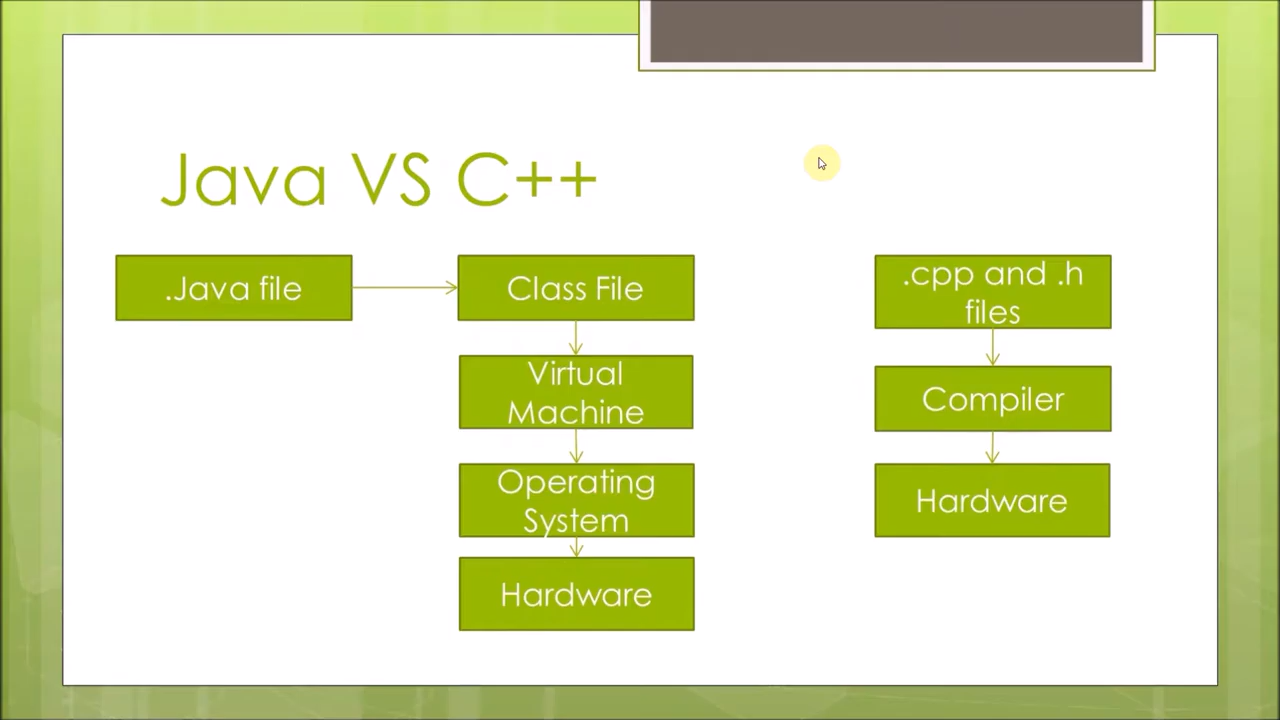 Java VS C++
.Java file
Class File
Virtual
Machine
Operating
System
Hardware
.cpp and .h
files
Compiler
Hardware